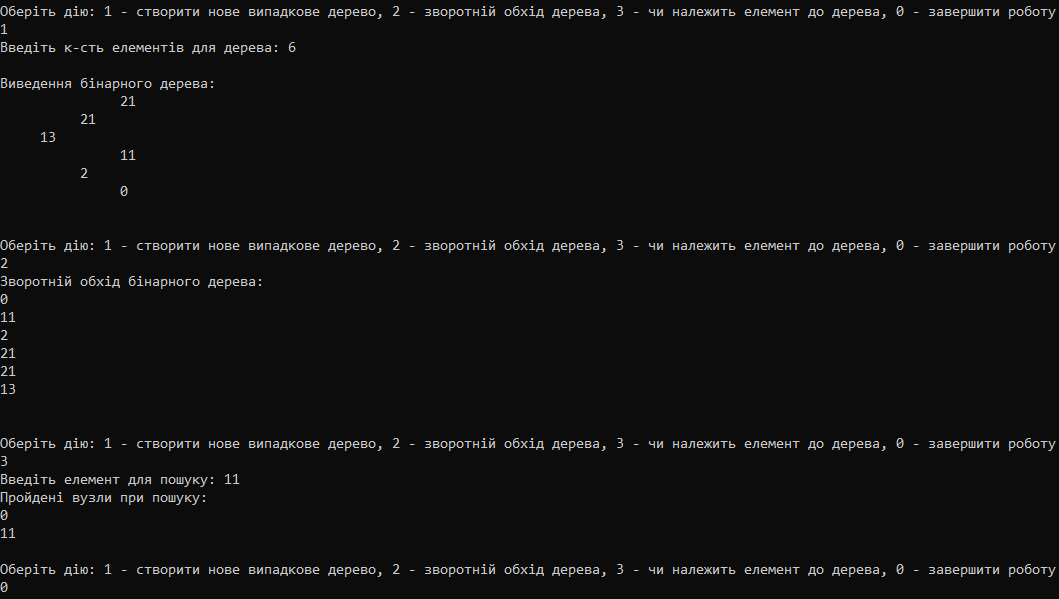 Оберіть дію: 1 - створити нове випадкове дерево, 2 - зворотній обхід дерева, 3 - чи належить елемент до дерева, 0 - завершити роботу
1
Введіть к-сть елементів для дерева: 6
Виведення бінарного дерева:
21
21
13
11
2
0
Оберіть дію: 1 - створити нове випадкове дерево, 2 - зворотній обхід дерева, 3 - чи належить елемент до дерева, 0 - завершити роботу
2
Зворотній обхід бінарного дерева:
0
11
2
21
21
13
Оберіть дію: 1 - створити нове випадкове дерево, 2 - зворотній обхід дерева, 3 - чи належить елемент до дерева, 0 - завершити роботу
3
Введіть елемент для пошуку: 11
Пройдені вузли при пошуку:
0
11
Оберіть дію: 1 - створити нове випадкове дерево, 2 - зворотній обхід дерева, 3 - чи належить елемент до дерева, 0 - завершити роботу
0